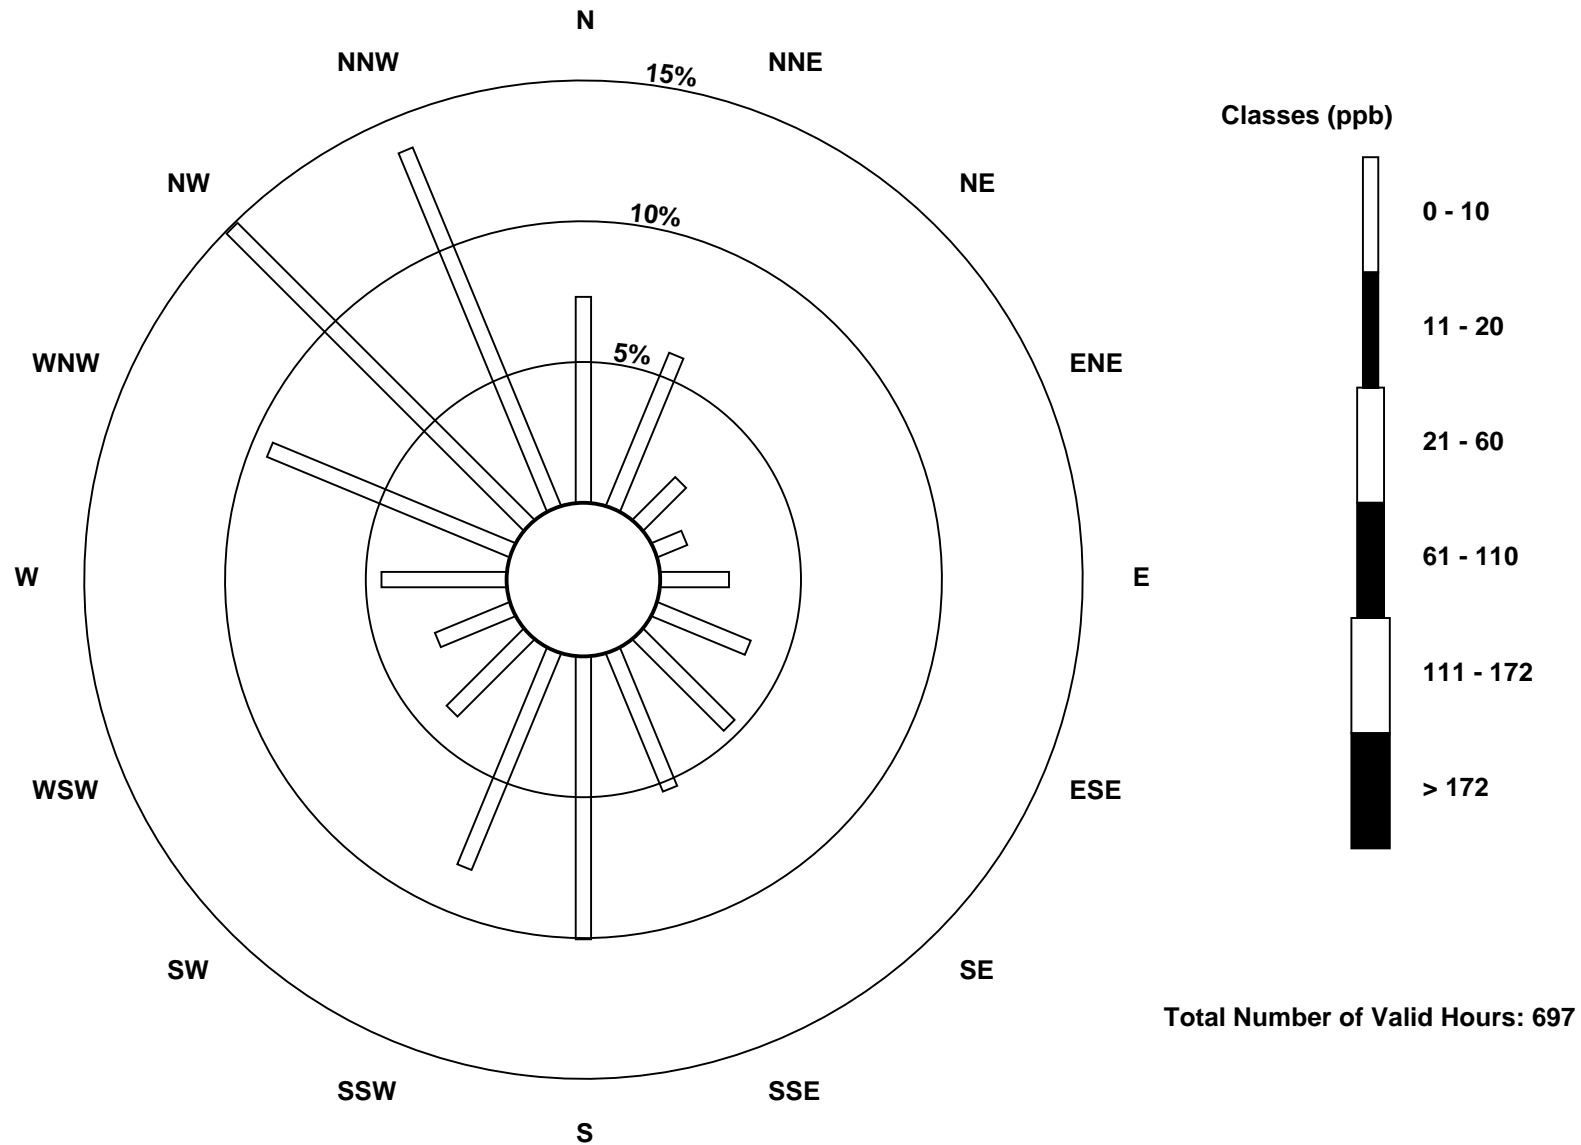 N
NNW
NNE
15%
Classes (ppb)
NW
NE
0 - 10
10%
11 - 20
5%
WNW
ENE
21 - 60
61 - 110
W
E
111 - 172
WSW
ESE
> 172
SW
SE
Total Number of Valid Hours: 697
SSW
SSE
S